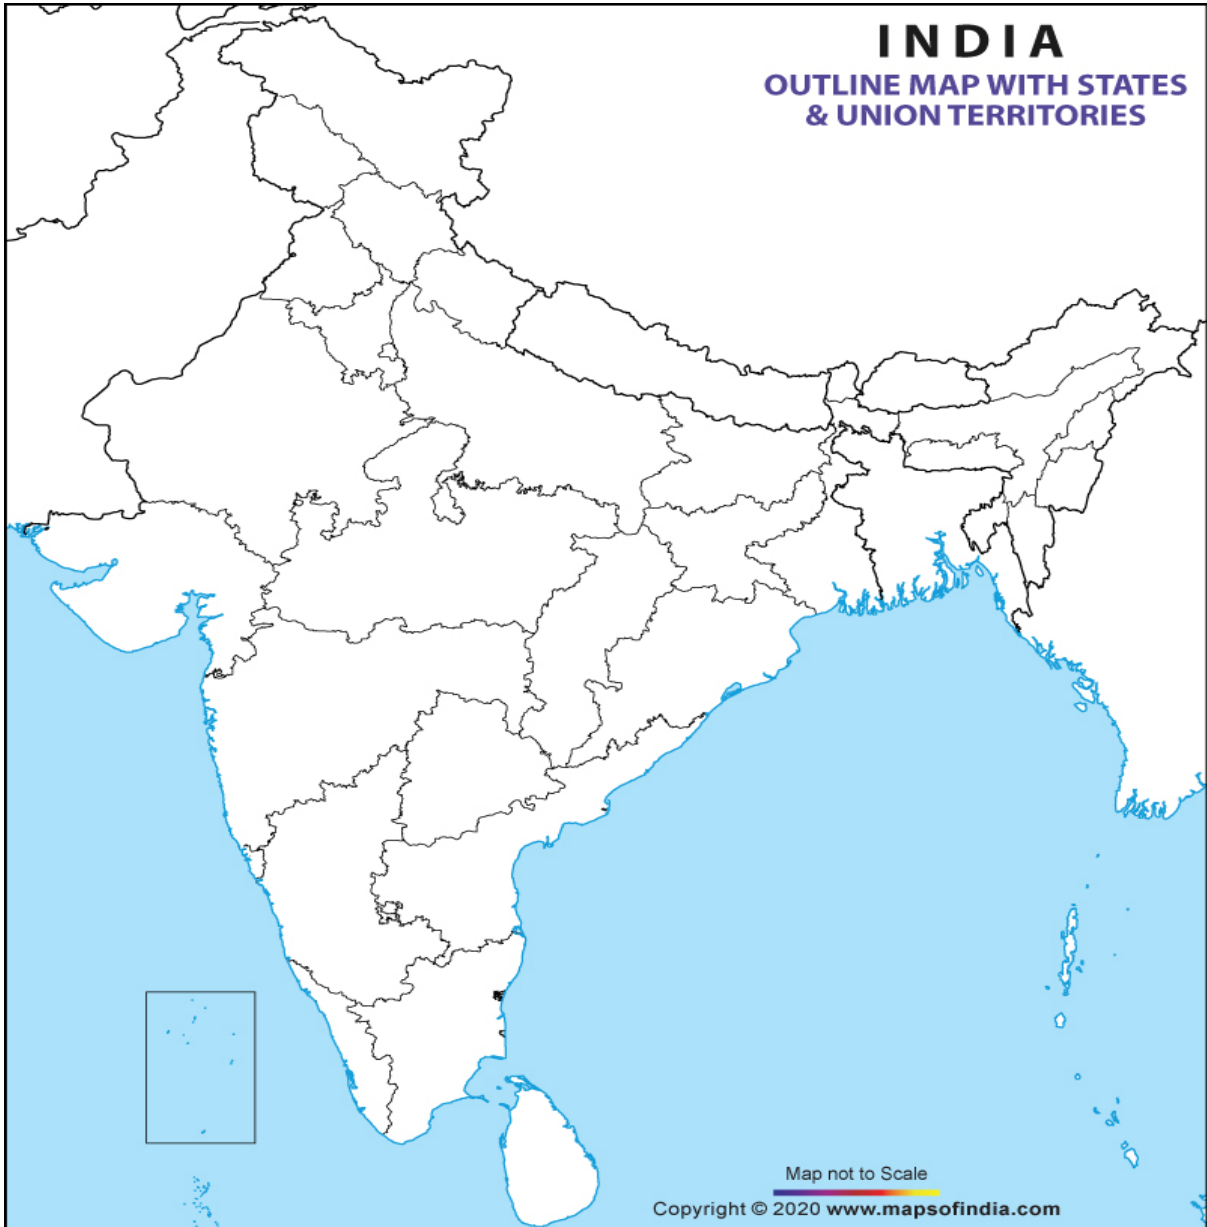 INDIA
OUTLINE MAP WITH STATES
& UNION TERRITORIES
Map not to Scale
Copyright © 2020 www.mapsofindia.com